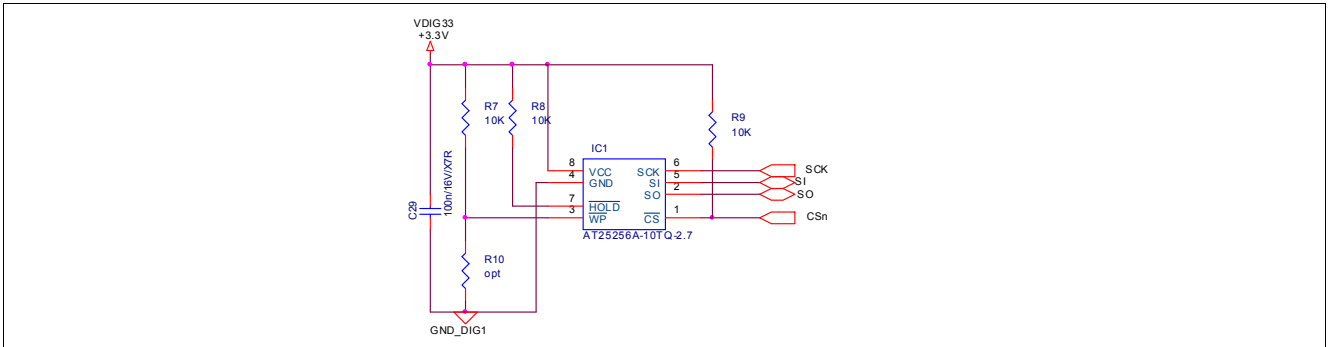 VDIG33
+3.3V
R7
10K
R8
10K
R9
10K
C29
100n/16V/X7R
IC1
8
VCC
4
GND
7
HOLD
3
WP
SCK
6
SI
5
SO
2
CS
1
AT25256A-10TQ-2.7
SCK
SI
SO
CSn
R10
opt
GND_DIG1